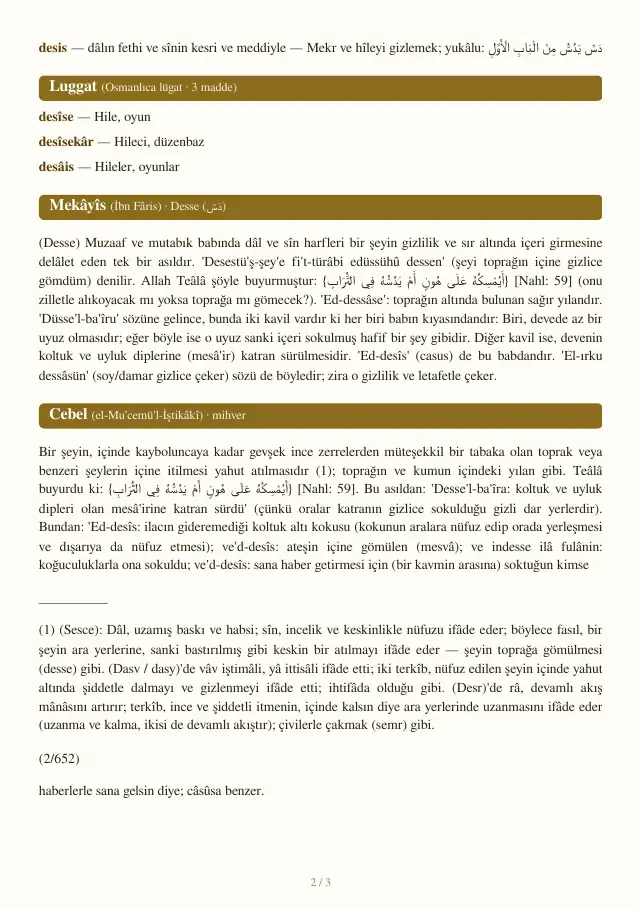 desis — dâlın fethi ve sînin kesri ve meddiyle — Mekr ve hîleyi gizlemek; yukâlu: دَسَّ يَدُسُّ مِنْ الْبَابِ الْأَوَّلِ
Luggat (Osmanlıca lügat · 3 madde)
desîse — Hile, oyun
desîsekâr — Hileci, düzenbaz
desâis — Hileler, oyunlar
Mekâyîs (İbn Fâris) · Desse (دَسَّ)
(Desse) Muzaaf ve mutabık babında dâl ve sîn harfleri bir şeyin gizlilik ve sır altında içeri girmesine
delâlet eden tek bir asıldır. 'Desestü'ş-şey'e fi't-türâbi edüssühû dessen' (şeyi toprağın içine gizlice
gömdüm) denilir. Allah Teâlâ şöyle buyurmuştur: {أَيُمْسِكُهُ عَلَى هُونٍ أَمْ يَدُسُّهُ فِي التُّرَابِ} [Nahl: 59] (onu
zilletle alıkoyacak mı yoksa toprağa mı gömecek?). 'Ed-dessâse': toprağın altında bulunan sağır yılandır.
'Düsse'l-ba'îru' sözüne gelince, bunda iki kavil vardır ki her biri babın kıyasındandır: Biri, devede az bir
uyuz olmasıdır; eğer böyle ise o uyuz sanki içeri sokulmuş hafif bir şey gibidir. Diğer kavil ise, devenin
koltuk ve uyluk diplerine (mesâ'ir) katran sürülmesidir. 'Ed-desîs' (casus) de bu babdandır. 'El-ırku
dessâsün' (soy/damar gizlice çeker) sözü de böyledir; zira o gizlilik ve letafetle çeker.
Cebel (el-Mu'cemü'l-İştikâkî) · mihver
Bir şeyin, içinde kayboluncaya kadar gevşek ince zerrelerden müteşekkil bir tabaka olan toprak veya
benzeri şeylerin içine itilmesi yahut atılmasıdır (1); toprağın ve kumun içindeki yılan gibi. Teâlâ
buyurdu ki: {أَيُمْسِكُهُ عَلَى هُونٍ أَمْ يَدُسُّهُ فِي التُّرَابِ} [Nahl: 59]. Bu asıldan: 'Desse'l-ba'îra: koltuk ve uyluk
dipleri olan mesâ'irine katran sürdü' (çünkü oralar katranın gizlice sokulduğu gizli dar yerlerdir).
Bundan: 'Ed-desîs: ilacın gideremediği koltuk altı kokusu (kokunun aralara nüfuz edip orada yerleşmesi
ve dışarıya da nüfuz etmesi); ve'd-desîs: ateşin içine gömülen (mesvâ); ve indesse ilâ fulânin:
koğuculuklarla ona sokuldu; ve'd-desîs: sana haber getirmesi için (bir kavmin arasına) soktuğun kimse
(1) (Sesce): Dâl, uzamış baskı ve habsi; sîn, incelik ve keskinlikle nüfuzu ifâde eder; böylece fasıl, bir
şeyin ara yerlerine, sanki bastırılmış gibi keskin bir atılmayı ifade eder — şeyin toprağa gömülmesi
(desse) gibi. (Dasv / dasy)'de vâv iştimâli, yâ ittisâli ifâde etti; iki terkîb, nüfuz edilen şeyin içinde yahut
altında şiddetle dalmayı ve gizlenmeyi ifâde etti; ihtifâda olduğu gibi. (Desr)'de râ, devamlı akış
mânâsını artırır; terkîb, ince ve şiddetli itmenin, içinde kalsın diye ara yerlerinde uzanmasını ifâde eder
(uzanma ve kalma, ikisi de devamlı akıştır); çivilerle çakmak (semr) gibi.
(2/652)
haberlerle sana gelsin diye; câsûsa benzer.
2 / 3